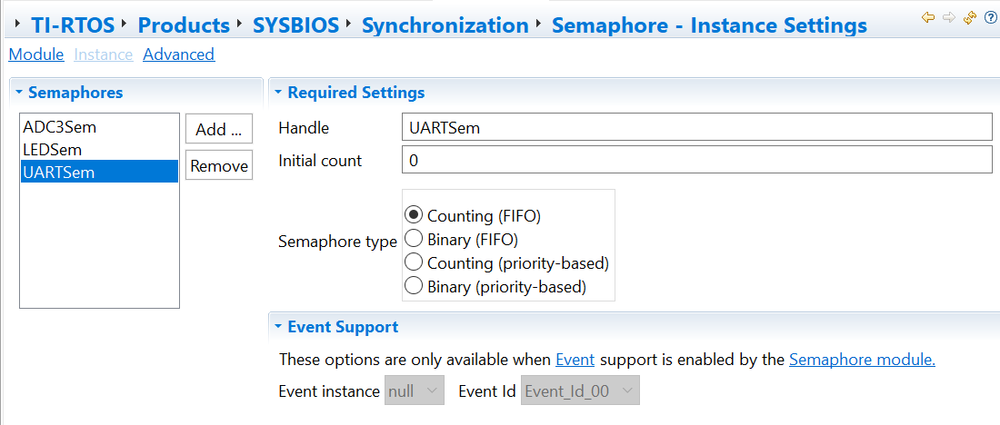 TI-RTOS Products SYSBIOS Synchronization Semaphore - Instance Settings
Module Instance Advanced
Semaphores
ADC3Sem
LEDSem
UARTSem
Add ...
Remove
Required Settings
Handle UARTSem
Initial count 0
Semaphore type
Counting (FIFO)
Binary (FIFO)
Counting (priority-based)
Binary (priority-based)
Event Support
These options are only available when Event support is enabled by the Semaphore module.
Event instance null Event Id Event_Id_00